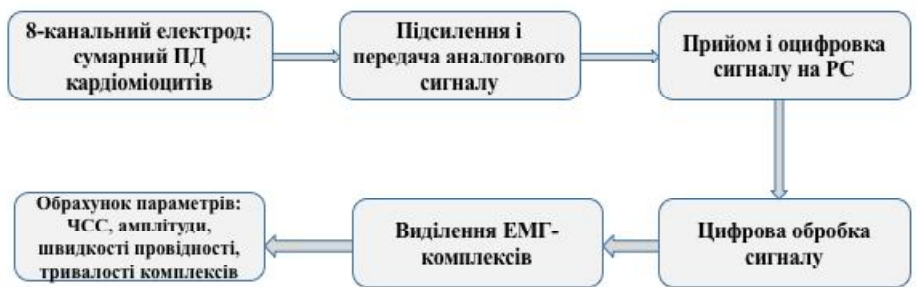 8-канальний електрод:
сумарний ПД
кардіоміоцитів
Підсилення і
передача аналогового
сигналу
Прийом і оцифровка
сигналу на PC
Цифрова обробка
сигналу
Виділення ЕМГ-
комплексів
Обрахунок параметрів:
ЧСС, амплітуди,
швидкості провідності,
тривалості комплексів